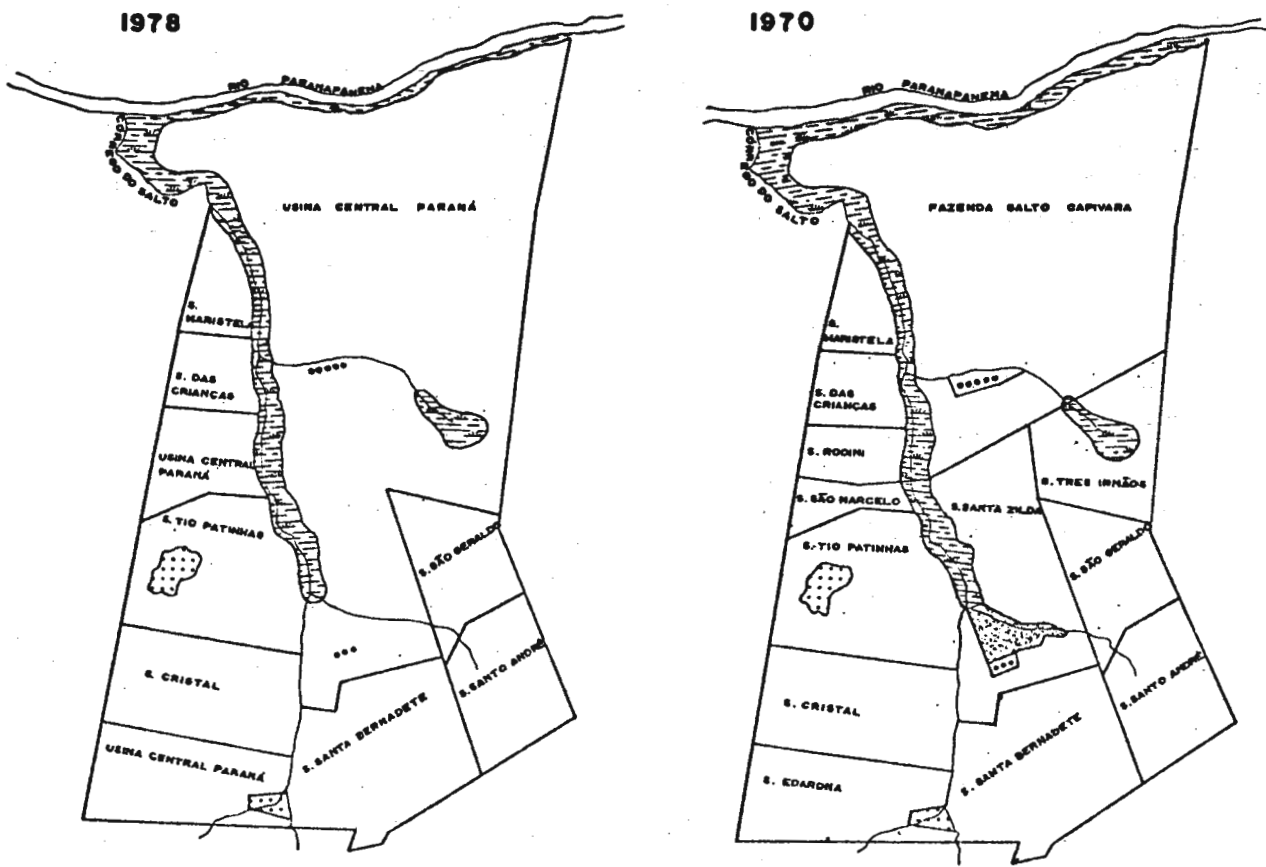 1978
RIO PARANAPANEMA
CORREGO DO SALTO
USINA CENTRAL PARANÁ
S.
MARISTELA
S. DAS
CRIANÇAS
USINA CENTRAL
PARANÁ
S. TIO PATINHAS
S. SÃO GERALDO
S. CRISTAL
S. SANTO ANDRÉ
S. SANTA BERNADETE
USINA CENTRAL PARANÁ
1970
RIO PARANAPANEMA
CORREGO DO SALTO
FAZENDA SALTO CAPIVARA
S.
MARISTELA
S. DAS
CRIANÇAS
S. RODINI
S. TRES IRMÃOS
S. SÃO MARCELO
S. SANTA ZILDA
S. TIO PATINHAS
S. SÃO GERALDO
S. SANTO ANDRÉ
S. CRISTAL
S. SANTA BERNADETE
S. EDARDNA